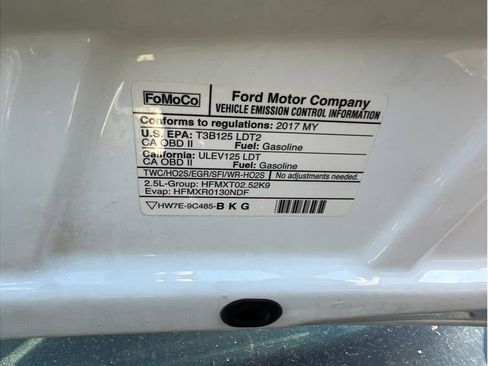 FoMoCo
Ford Motor Company
VEHICLE EMISSION CONTROL INFORMATION
Conforms to regulations: 2017 MY
U.S. EPA: T3B125 LDT2
CA OBD II Fuel: Gasoline
California: ULEV125 LDT
CA OBD II Fuel: Gasoline
TWC/HO2S/EGR/SFI/WR-HO2S No adjustments needed.
2.5L-Group: HFMXT02.52K9
Evap: HFMXR0130NDF
HW7E-9C485-BKG